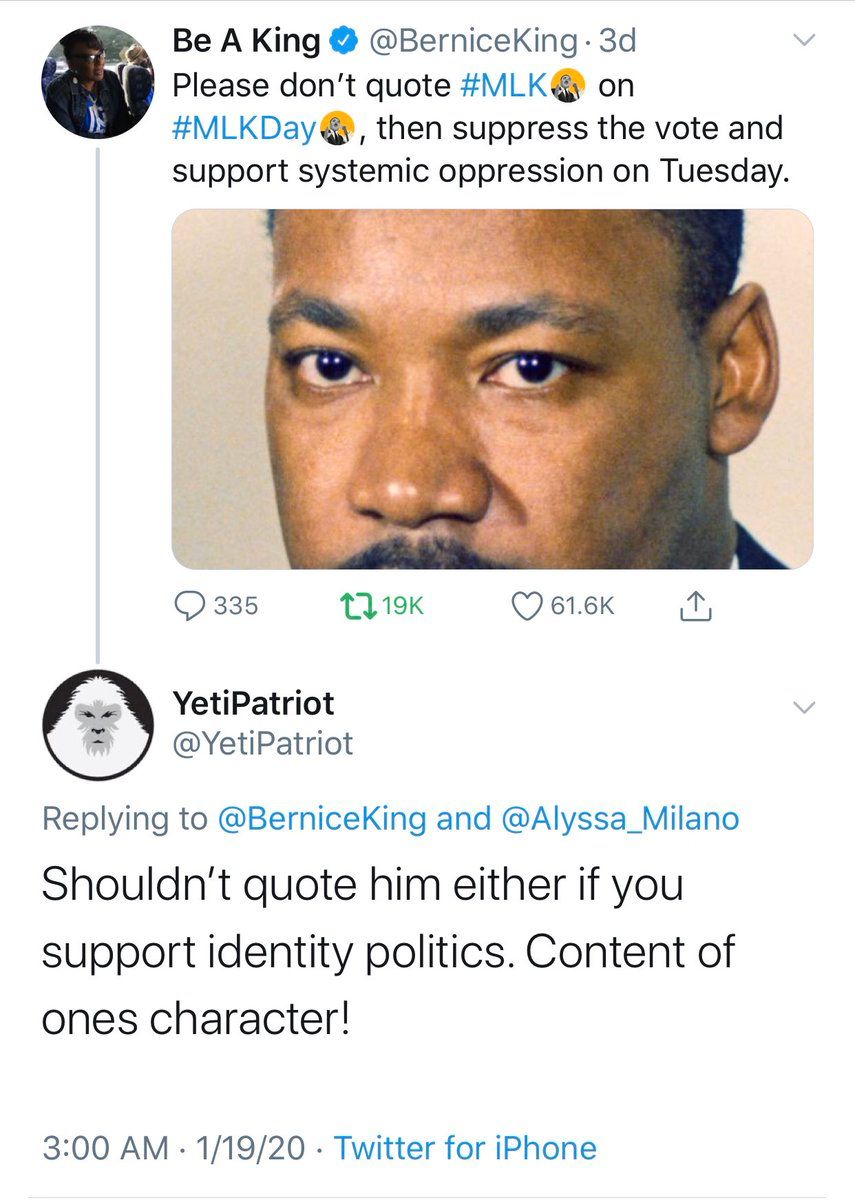 Be A King @BerniceKing · 3d
Please don’t quote #MLK on
#MLKDay, then suppress the vote and
support systemic oppression on Tuesday.
335 19K 61.6K
YetiPatriot
@YetiPatriot
Replying to @BerniceKing and @Alyssa_Milano
Shouldn’t quote him either if you
support identity politics. Content of
ones character!
3:00 AM · 1/19/20 · Twitter for iPhone